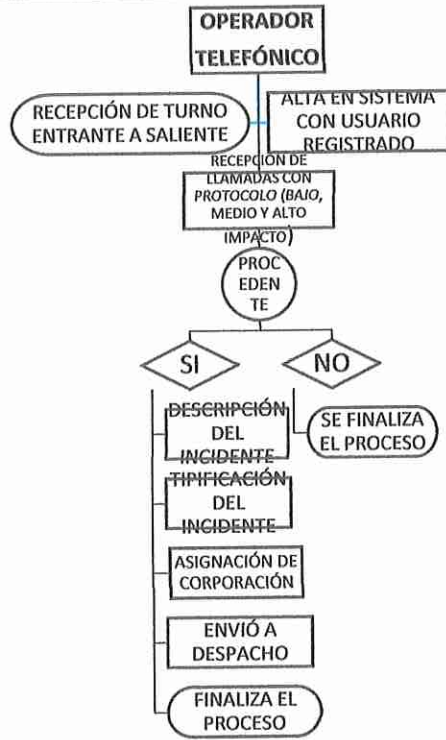 OPERADOR
TELEFÓNICO
RECEPCIÓN DE TURNO
ENTRANTE A SALIENTE
ALTA EN SISTEMA
CON USUARIO
REGISTRADO
RECEPCIÓN DE
LLAMADAS CON
PROTOCOLO (BAJO,
MEDIO Y ALTO
IMPACTO)
PROC
EDEN
TE
SI
NO
DESCRIPCIÓN
DEL
INCIDENTE
SE FINALIZA
EL PROCESO
TIPIFICACIÓN
DEL
INCIDENTE
ASIGNACIÓN DE
CORPORACIÓN
ENVIÓ A
DESPACHO
FINALIZA EL
PROCESO